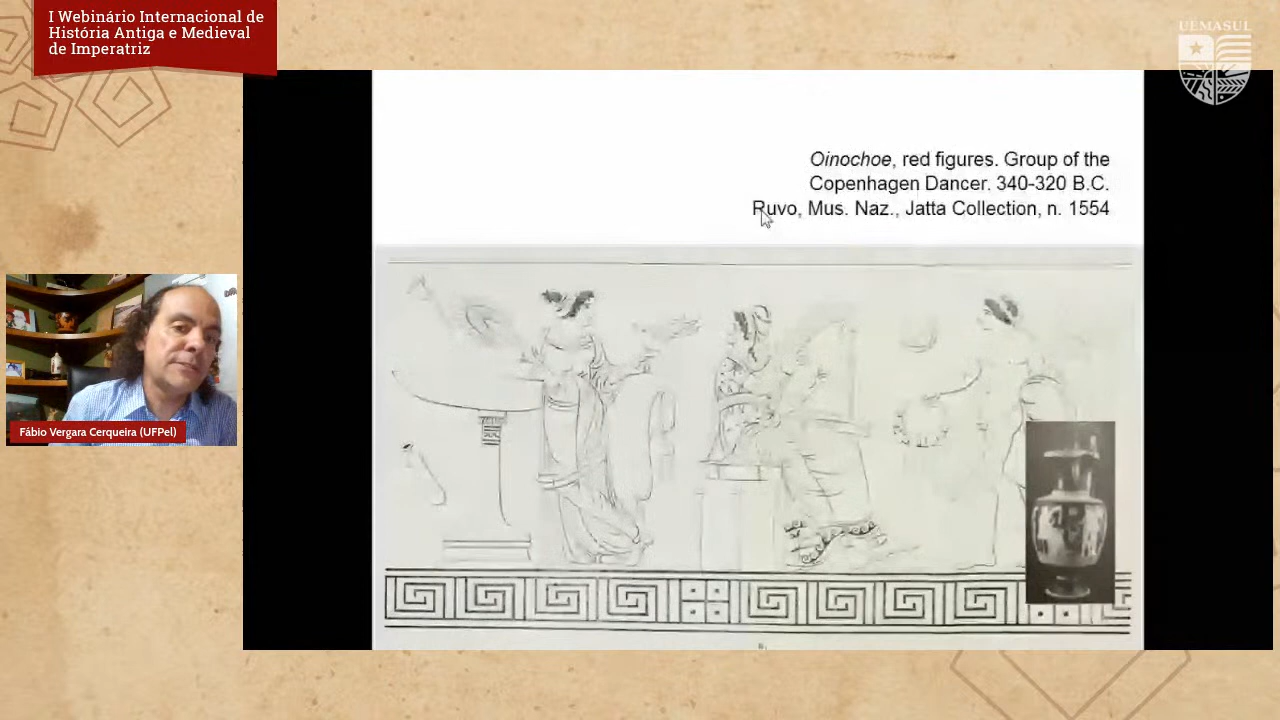 I Webinário Internacional de
História Antiga e Medieval
de Imperatriz
UEMASUL
Oinochoe, red figures. Group of the
Copenhagen Dancer. 340-320 B.C.
Ruvo, Mus. Naz., Jatta Collection, n. 1554
Fábio Vergara Cerqueira (UFPel)